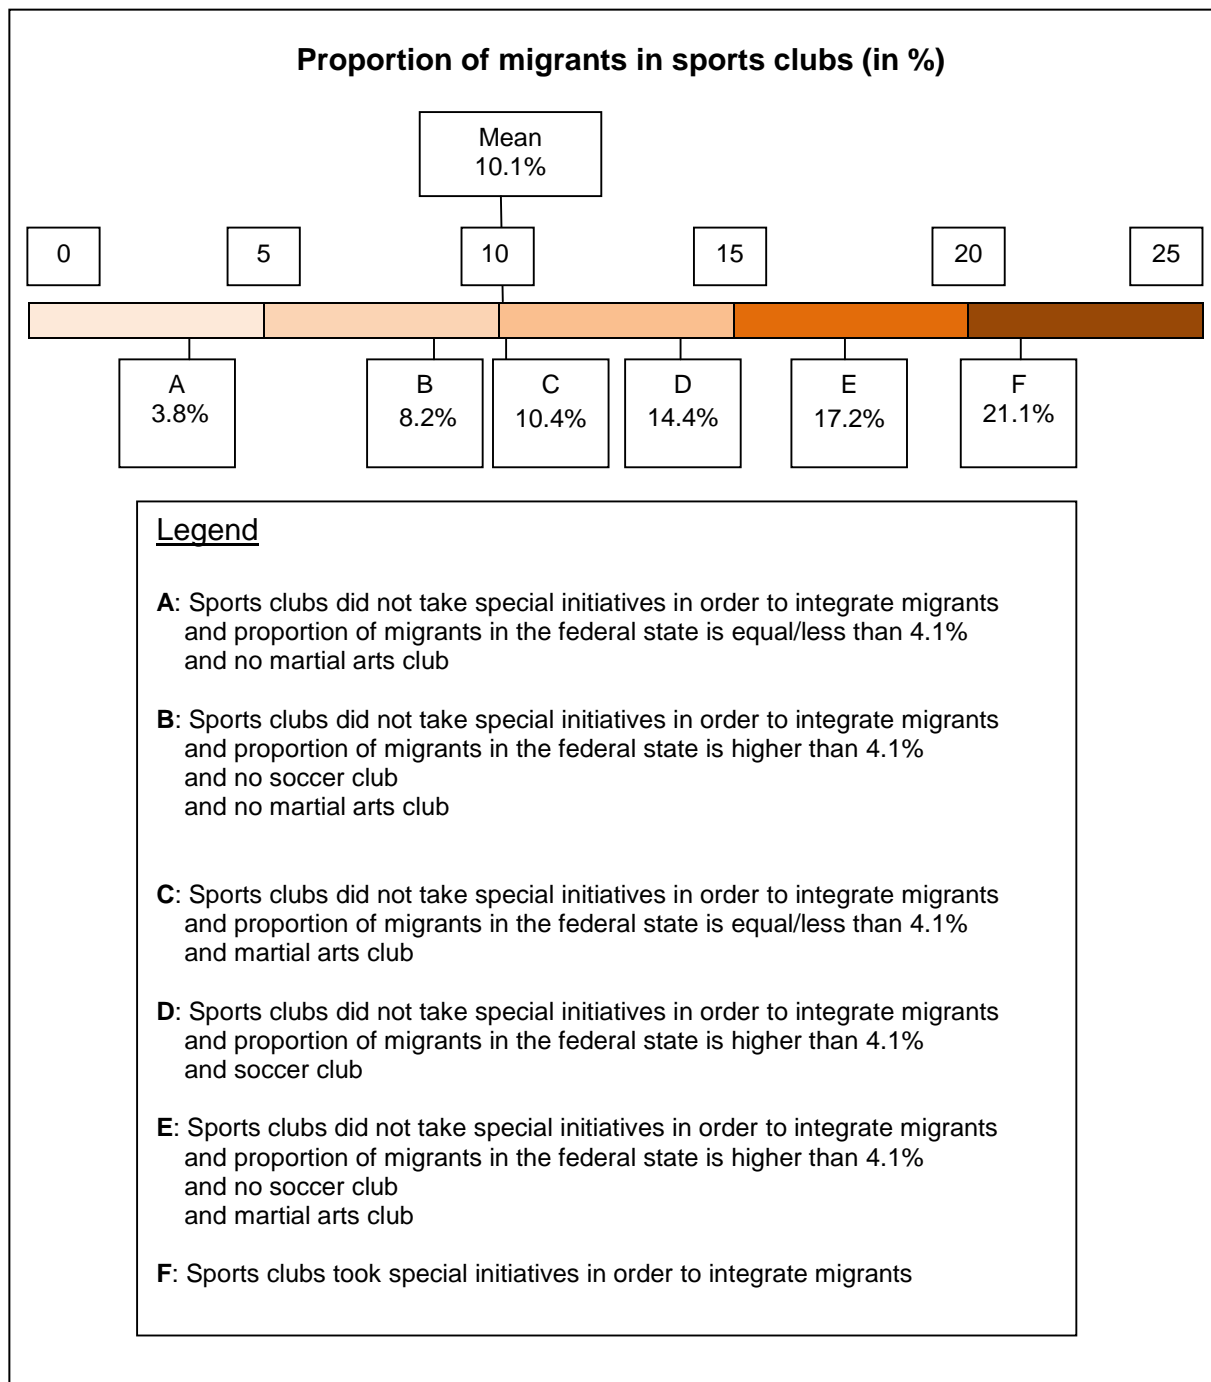 Proportion of migrants in sports clubs (in %)
Mean
10.1%
0
5
10
15
20
25
A
3.8%
B
8.2%
C
10.4%
D
14.4%
E
17.2%
F
21.1%
Legend
A: Sports clubs did not take special initiatives in order to integrate migrants
and proportion of migrants in the federal state is equal/less than 4.1%
and no martial arts club
B: Sports clubs did not take special initiatives in order to integrate migrants
and proportion of migrants in the federal state is higher than 4.1%
and no soccer club
and no martial arts club
C: Sports clubs did not take special initiatives in order to integrate migrants
and proportion of migrants in the federal state is equal/less than 4.1%
and martial arts club
D: Sports clubs did not take special initiatives in order to integrate migrants
and proportion of migrants in the federal state is higher than 4.1%
and soccer club
E: Sports clubs did not take special initiatives in order to integrate migrants
and proportion of migrants in the federal state is higher than 4.1%
and no soccer club
and martial arts club
F: Sports clubs took special initiatives in order to integrate migrants